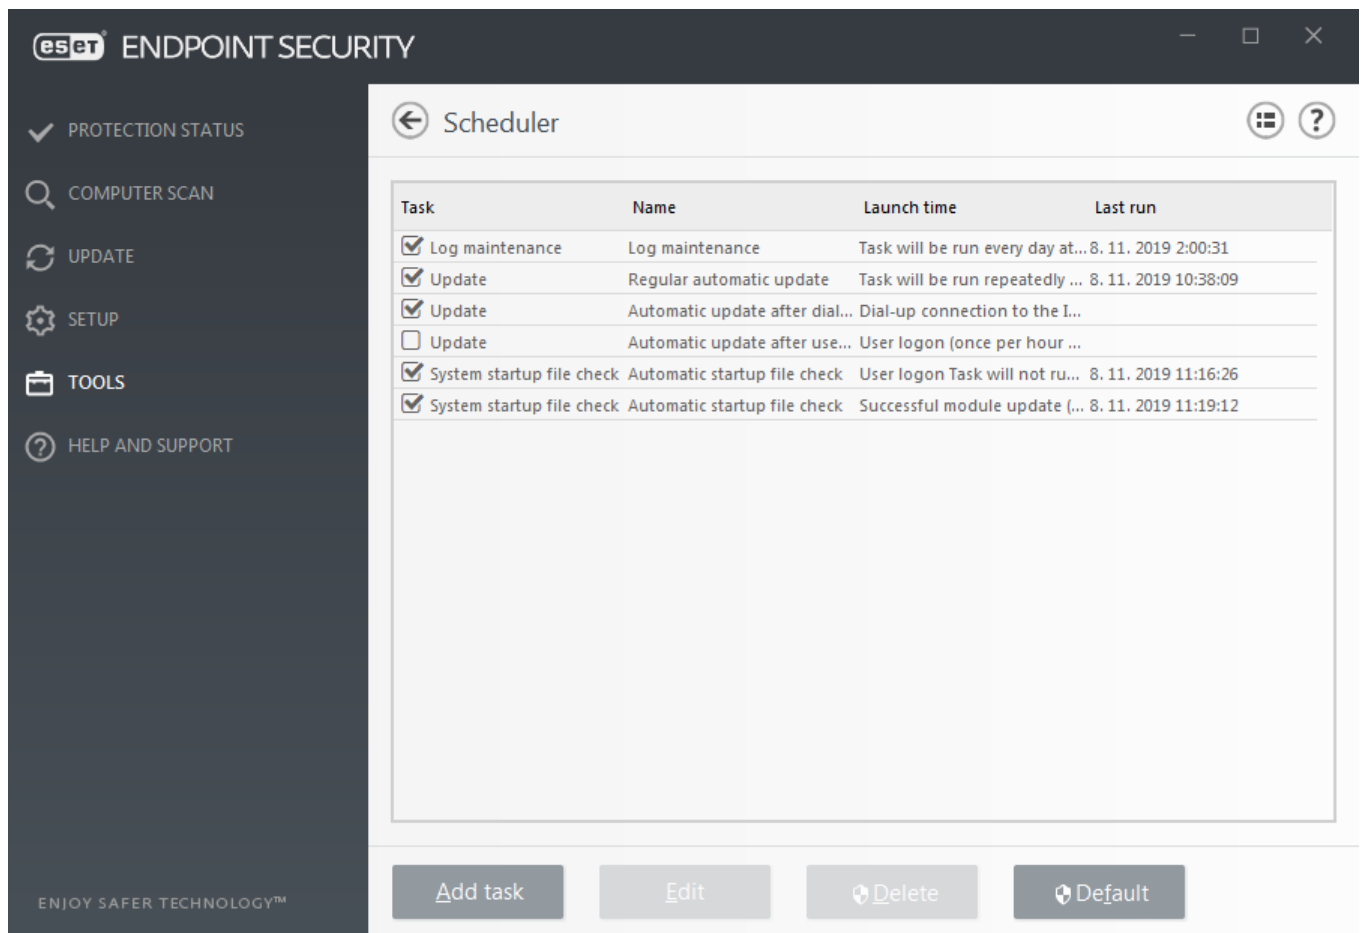 eset ENDPOINT SECURITY
PROTECTION STATUS
COMPUTER SCAN
UPDATE
SETUP
TOOLS
HELP AND SUPPORT
ENJOY SAFER TECHNOLOGY™
Scheduler
Task Name Launch time Last run
Log maintenance Log maintenance Task will be run every day at... 8. 11. 2019 2:00:31
Update Regular automatic update Task will be run repeatedly ... 8. 11. 2019 10:38:09
Update Automatic update after dial... Dial-up connection to the I...
Update Automatic update after use... User logon (once per hour ...
System startup file check Automatic startup file check User logon Task will not ru... 8. 11. 2019 11:16:26
System startup file check Automatic startup file check Successful module update (... 8. 11. 2019 11:19:12
Add task Edit Delete Default